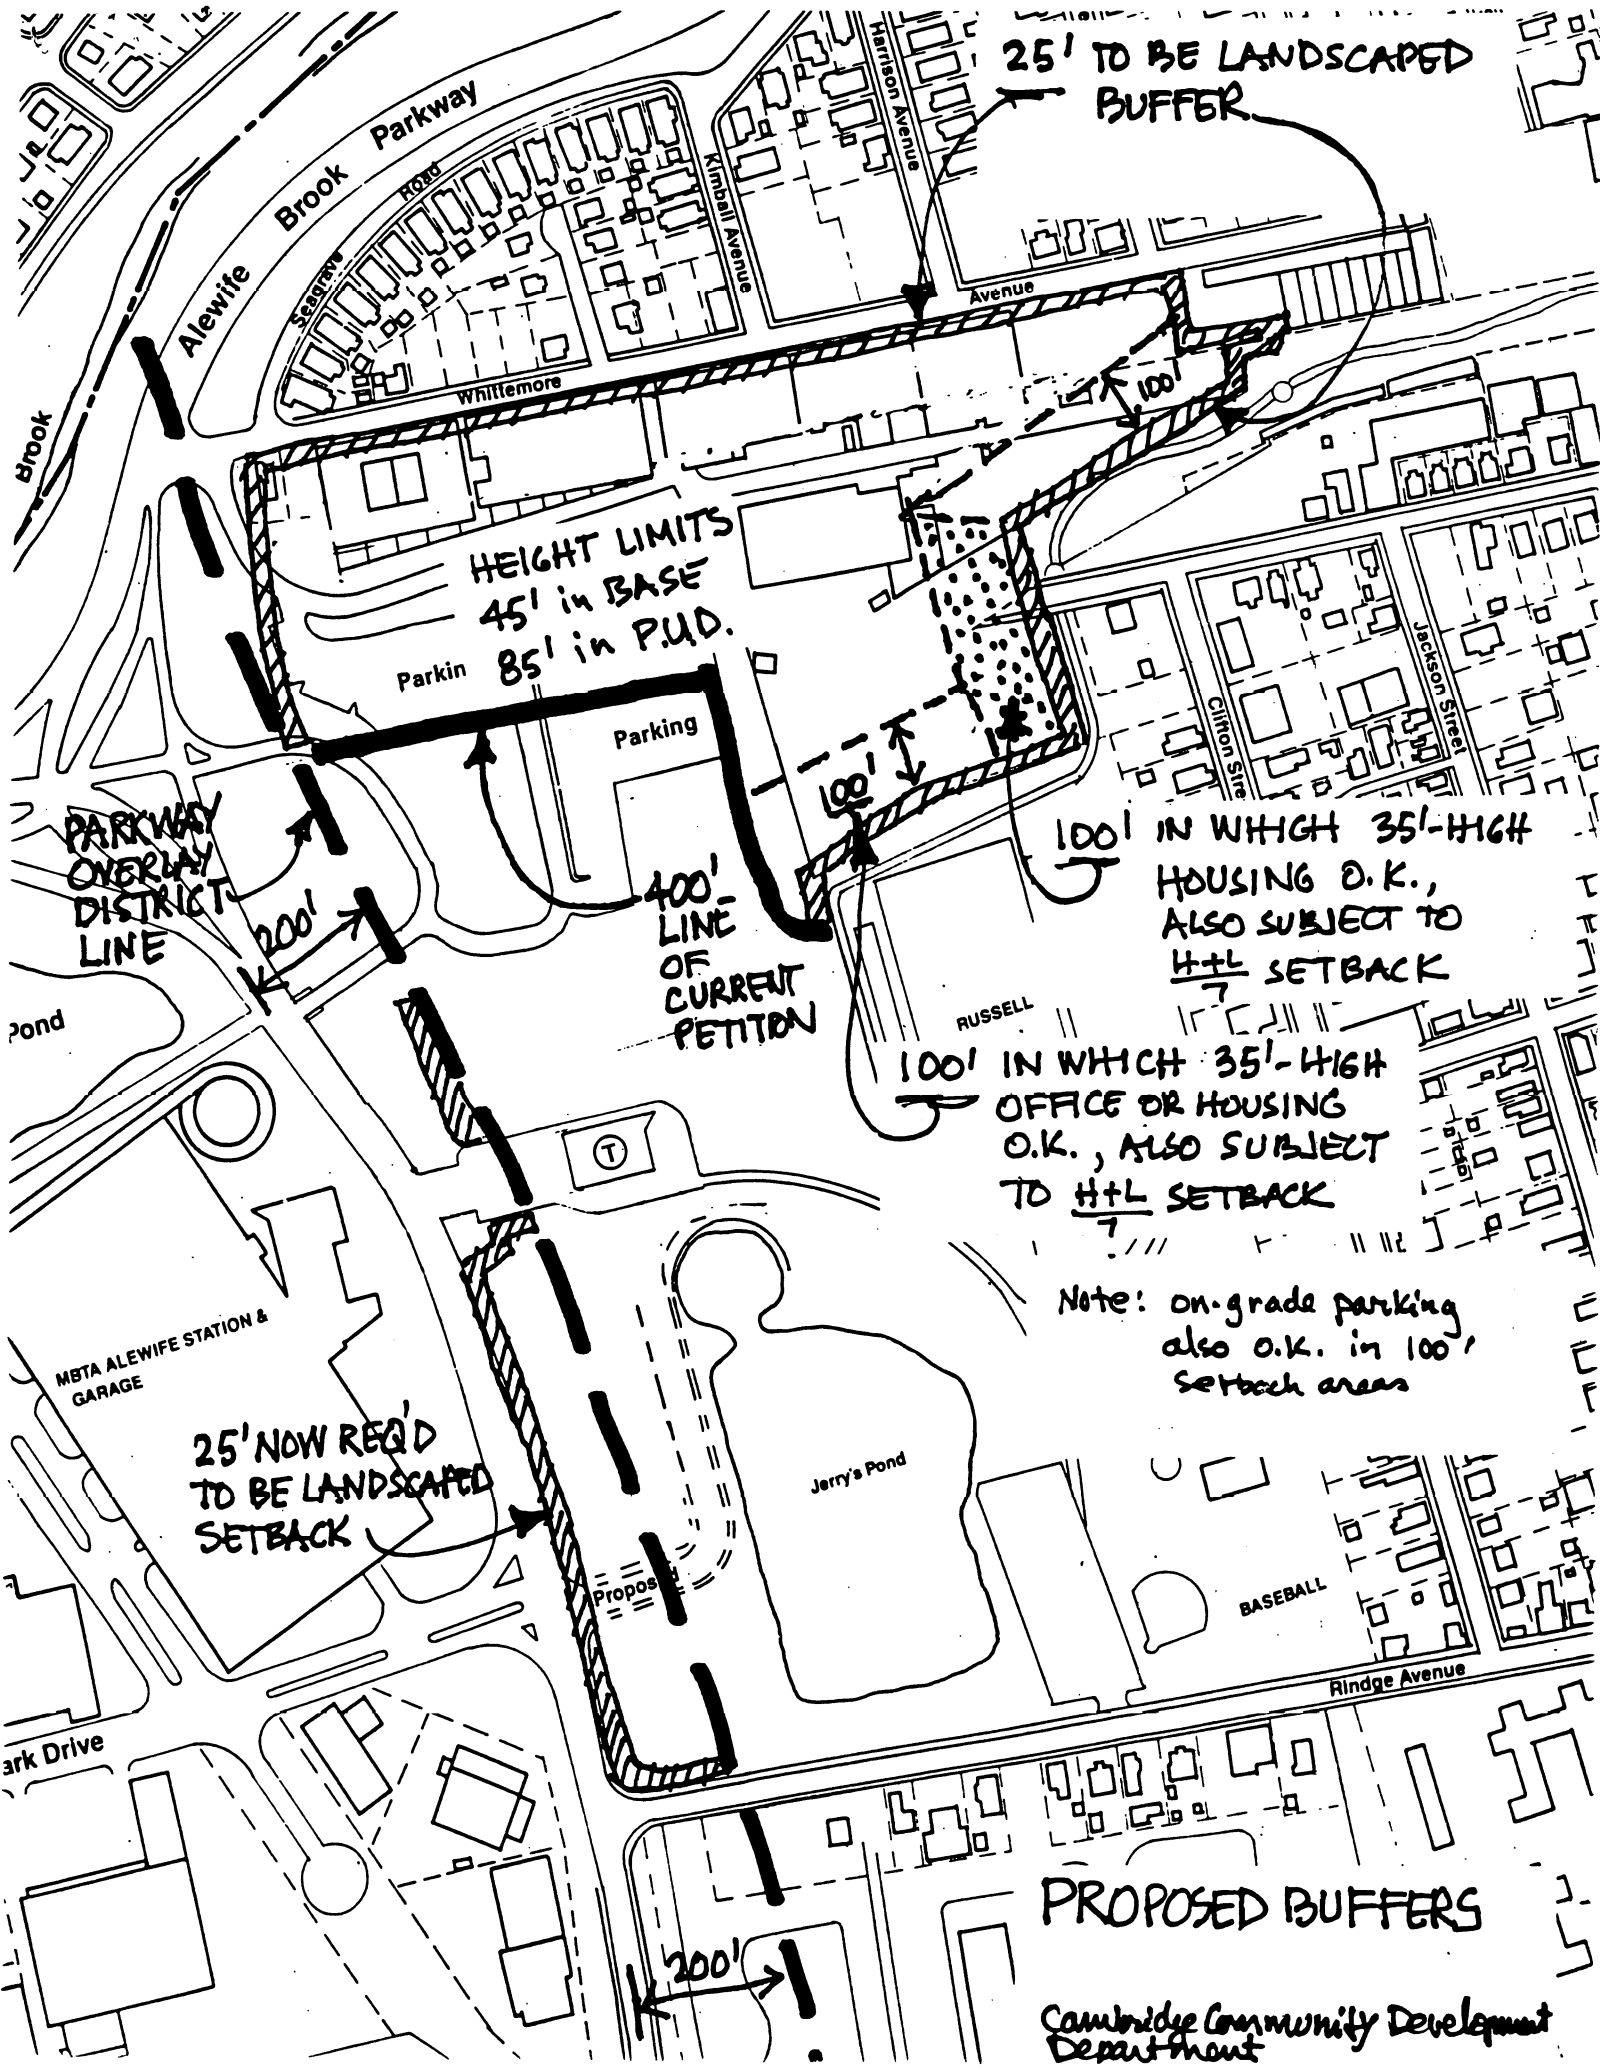 25' TO BE LANDSCAPED
BUFFER
Harrison Avenue
Alewife Brook Parkway
Seagrave Road
Kimball Avenue
Avenue
Whittemore
Brook
100'
HEIGHT LIMITS
45' in BASE
85' in P.U.D.
Parkin
Parking
Jackson Street
Clifton Stre
100'
PARKWAY
OVERLAY
DISTRICT
LINE
200'
400'
LINE
OF
CURRENT
PETITION
100' IN WHICH 35'-HIGH
HOUSING O.K.,
ALSO SUBJECT TO
H+L
7
SETBACK
Pond
RUSSELL
100' IN WHICH 35'-HIGH
OFFICE OR HOUSING
O.K., ALSO SUBJECT
TO H+L
7
SETBACK
T
Note: on-grade parking
also O.K. in 100'
setback areas
MBTA ALEWIFE STATION &
GARAGE
25' NOW REQ'D
TO BE LANDSCAPED
SETBACK
Jerry's Pond
Propos
BASEBALL
Rindge Avenue
ark Drive
PROPOSED BUFFERS
200'
Cambridge Community Development
Department